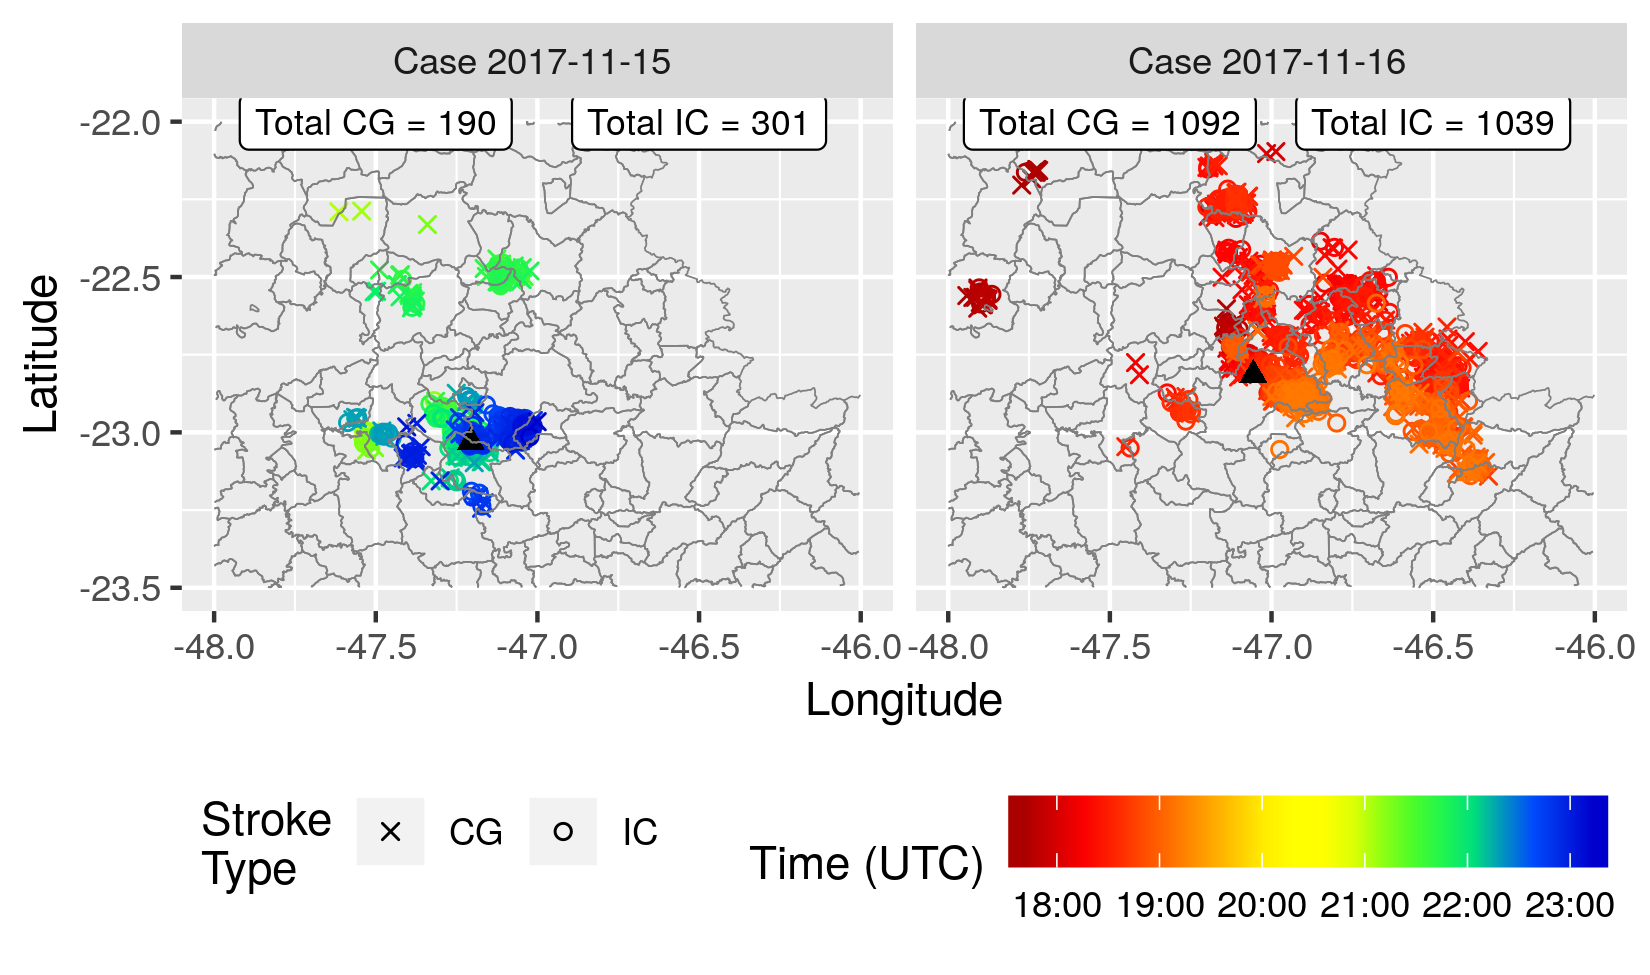 Case 2017-11-15
Case 2017-11-16
Total CG = 190
Total IC = 301
Total CG = 1092
Total IC = 1039
Latitude
-22.0
-22.5
-23.0
-23.5
-48.0 -47.5 -47.0 -46.5 -46.0
-48.0 -47.5 -47.0 -46.5 -46.0
Longitude
Stroke
Type
CG
IC
Time (UTC)
18:00 19:00 20:00 21:00 22:00 23:00